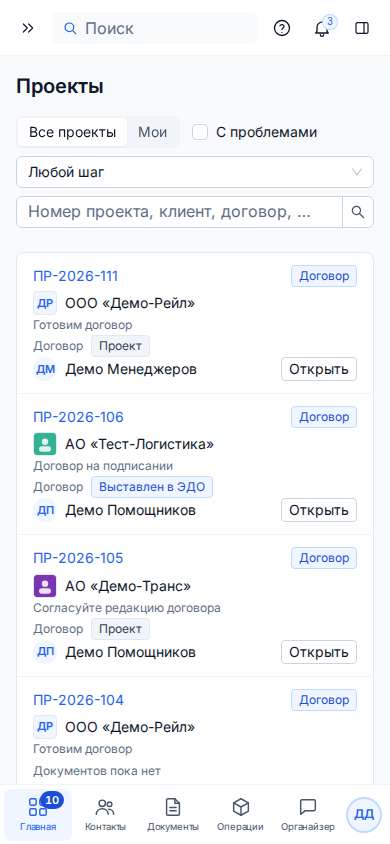 Поиск
3
Проекты
Все проекты Мои С проблемами
Любой шаг
Номер проекта, клиент, договор, ...
ПР-2026-111 Договор
ДР ООО «Демо-Рейл»
Готовим договор
Договор Проект
ДМ Демо Менеджеров Открыть
ПР-2026-106 Договор
АО «Тест-Логистика»
Договор на подписании
Договор Выставлен в ЭДО
ДП Демо Помощников Открыть
ПР-2026-105 Договор
АО «Демо-Транс»
Согласуйте редакцию договора
Договор Проект
ДП Демо Помощников Открыть
ПР-2026-104 Договор
ДР ООО «Демо-Рейл»
Готовим договор
Документов пока нет
10
Главная Контакты Документы Операции Органайзер ДД